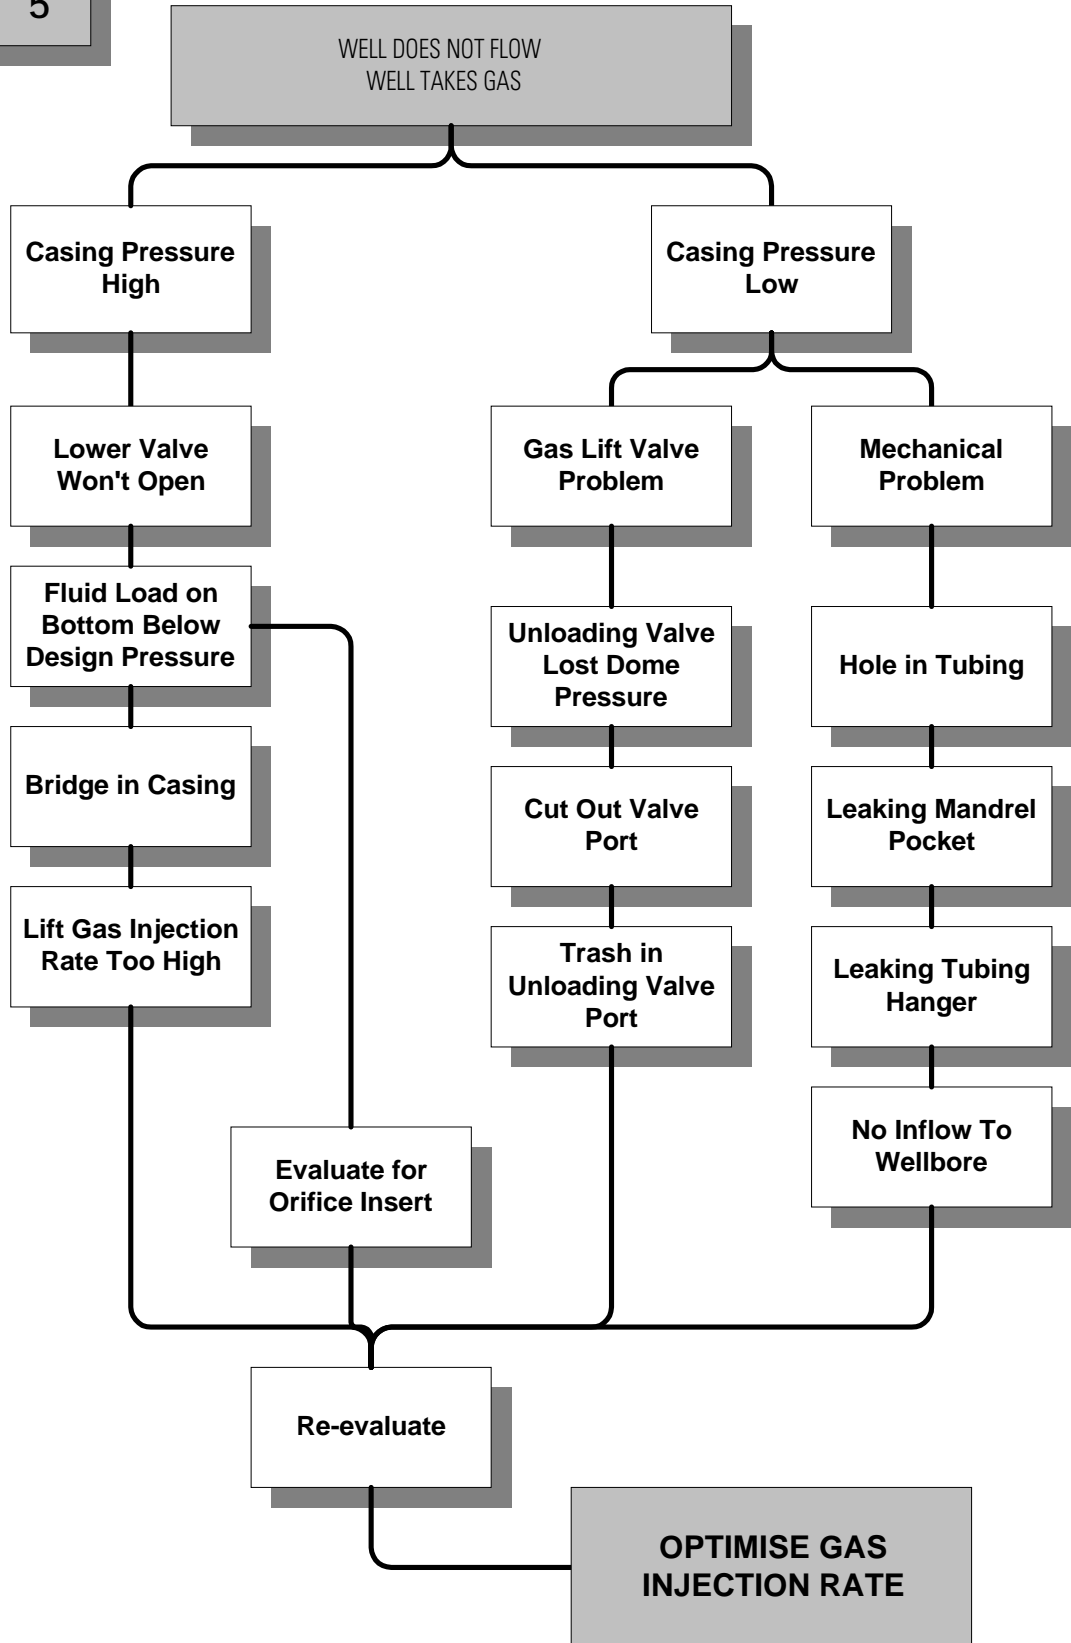 5
WELL DOES NOT FLOW
WELL TAKES GAS
Casing Pressure
High
Casing Pressure
Low
Lower Valve
Won't Open
Gas Lift Valve
Problem
Mechanical
Problem
Fluid Load on
Bottom Below
Design Pressure
Unloading Valve
Lost Dome
Pressure
Hole in Tubing
Bridge in Casing
Cut Out Valve
Port
Leaking Mandrel
Pocket
Lift Gas Injection
Rate Too High
Trash in
Unloading Valve
Port
Leaking Tubing
Hanger
Evaluate for
Orifice Insert
No Inflow To
Wellbore
Re-evaluate
OPTIMISE GAS
INJECTION RATE